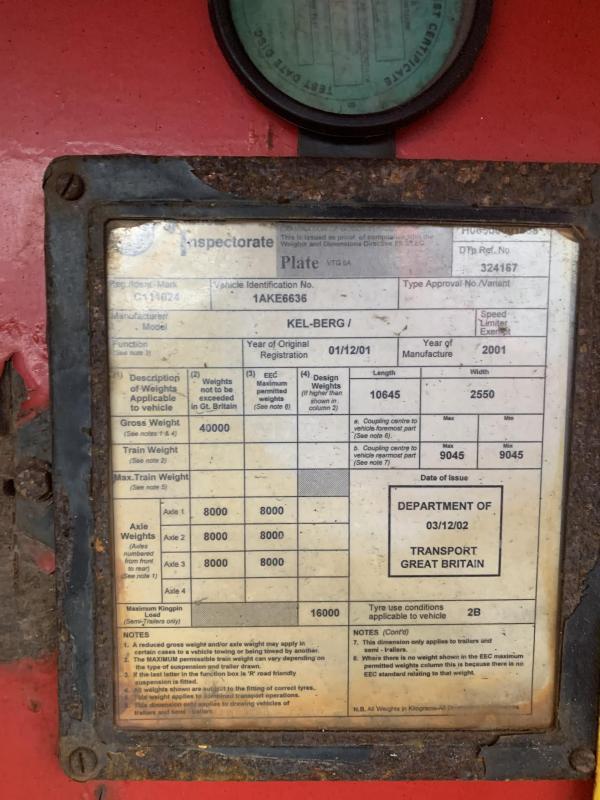 TEST CERTIFICATE
TEST DATE DISC
Inspectorate
This is issued as proof of compliance with the
Weights and Dimensions Directive
Plate VTG 6A
DTp Ref. No.
324167
Regd/Ident. Mark
C111024
Vehicle Identification No.
1AKE6636
Type Approval No./Variant
Manufacturer/
Model
KEL-BERG /
Speed
Limiter
Exempt
Function
(See note 3)
Year of Original
Registration 01/12/01
Year of
Manufacture 2001
(1) Description
of Weights
Applicable
to vehicle
(2) Weights
not to be
exceeded
in Gt. Britain
(3) EEC
Maximum
permitted
weights
(See note 6)
(4) Design
Weights
(If higher than
shown in
column 2)
Length
10645
Width
2550
Gross Weight
(See notes 1 & 4)
40000
a. Coupling centre to
vehicle foremost part
(See note 6).
Max
Min
Train Weight
(See note 2)
b. Coupling centre to
vehicle rearmost part
(See note 7)
Max
9045
Min
9045
Max.Train Weight
(See note 5)
Date of issue
DEPARTMENT OF
03/12/02
TRANSPORT
GREAT BRITAIN
Axle
Weights
(Axles
numbered
from front
to rear)
(See note 1)
Axle 1 8000 8000
Axle 2 8000 8000
Axle 3 8000 8000
Axle 4
Maximum Kingpin
Load
(Semi-Trailers only)
16000
Tyre use conditions
applicable to vehicle 2B
NOTES
1. A reduced gross weight and/or axle weight may apply in
certain cases to a vehicle towing or being towed by another.
2. The MAXIMUM permissible train weight can vary depending on
the type of suspension and trailer drawn.
3. If the last letter in the function box is 'R' road friendly
suspension is fitted.
4. All weights shown are subject to the fitting of correct tyres.
5. This weight applies to combined transport operations.
6. This dimension only applies to drawing vehicles of
trailers and semi - trailers.
NOTES (Cont'd)
7. This dimension only applies to trailers and
semi - trailers.
8. Where there is no weight shown in the EEC maximum
permitted weights column this is because there is no
EEC standard relating to that weight.
N.B. All Weights in Kilograms-All Dimensions